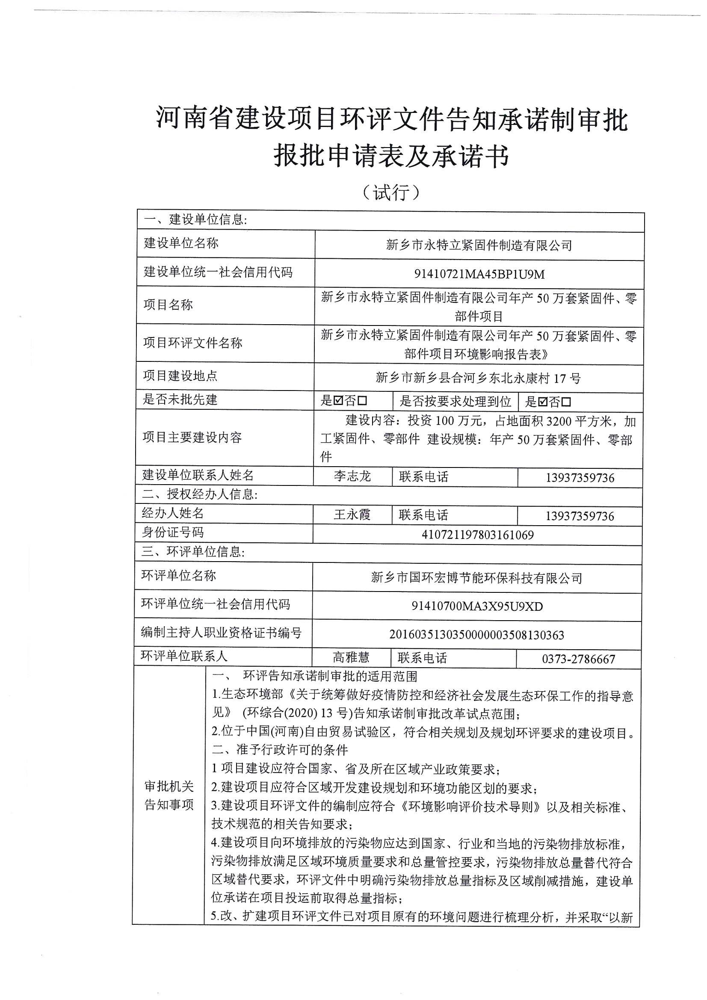 河南省建设项目环评文件告知承诺制审批
报批申请表及承诺书
（试行）
一、建设单位信息:
建设单位名称
新乡市永特立紧固件制造有限公司
建设单位统一社会信用代码
91410721MA45BP1U9M
项目名称
新乡市永特立紧固件制造有限公司年产 50 万套紧固件、零
部件项目
项目环评文件名称
新乡市永特立紧固件制造有限公司年产 50 万套紧固件、零
部件项目环境影响报告表》
项目建设地点
新乡市新乡县合河乡东北永康村 17 号
是否未批先建
是☑否☐
是否按要求处理到位
是☑否☐
项目主要建设内容
建设内容：投资 100 万元，占地面积 3200 平方米，加
工紧固件、零部件 建设规模：年产 50 万套紧固件、零部
件
建设单位联系人姓名
李志龙
联系电话
13937359736
二、授权经办人信息:
经办人姓名
王永霞
联系电话
13937359736
身份证号码
410721197803161069
三、环评单位信息:
环评单位名称
新乡市国环宏博节能环保科技有限公司
环评单位统一社会信用代码
91410700MA3X95U9XD
编制主持人职业资格证书编号
2016035130350000003508130363
环评单位联系人
高雅慧
联系电话
0373-2786667
审批机关
告知事项
一、 环评告知承诺制审批的适用范围
1.生态环境部《关于统筹做好疫情防控和经济社会发展生态环保工作的指导意
见》 (环综合(2020) 13 号)告知承诺制审批改革试点范围；
2.位于中国(河南)自由贸易试验区，符合相关规划及规划环评要求的建设项目。
二、准予行政许可的条件
1 项目建设应符合国家、省及所在区域产业政策要求；
2.建设项目应符合区域开发建设规划和环境功能区划的要求；
3.建设项目环评文件的编制应符合《环境影响评价技术导则》以及相关标准、
技术规范的相关告知要求；
4.建设项目向环境排放的污染物应达到国家、行业和当地的污染物排放标准，
污染物排放满足区域环境质量要求和总量管控要求，污染物排放总量替代符合
区域替代要求，环评文件中明确污染物排放总量指标及区域削减措施，建设单
位承诺在项目投运前取得总量指标；
5.改、扩建项目环评文件已对项目原有的环境问题进行梳理分析，并采取“以新